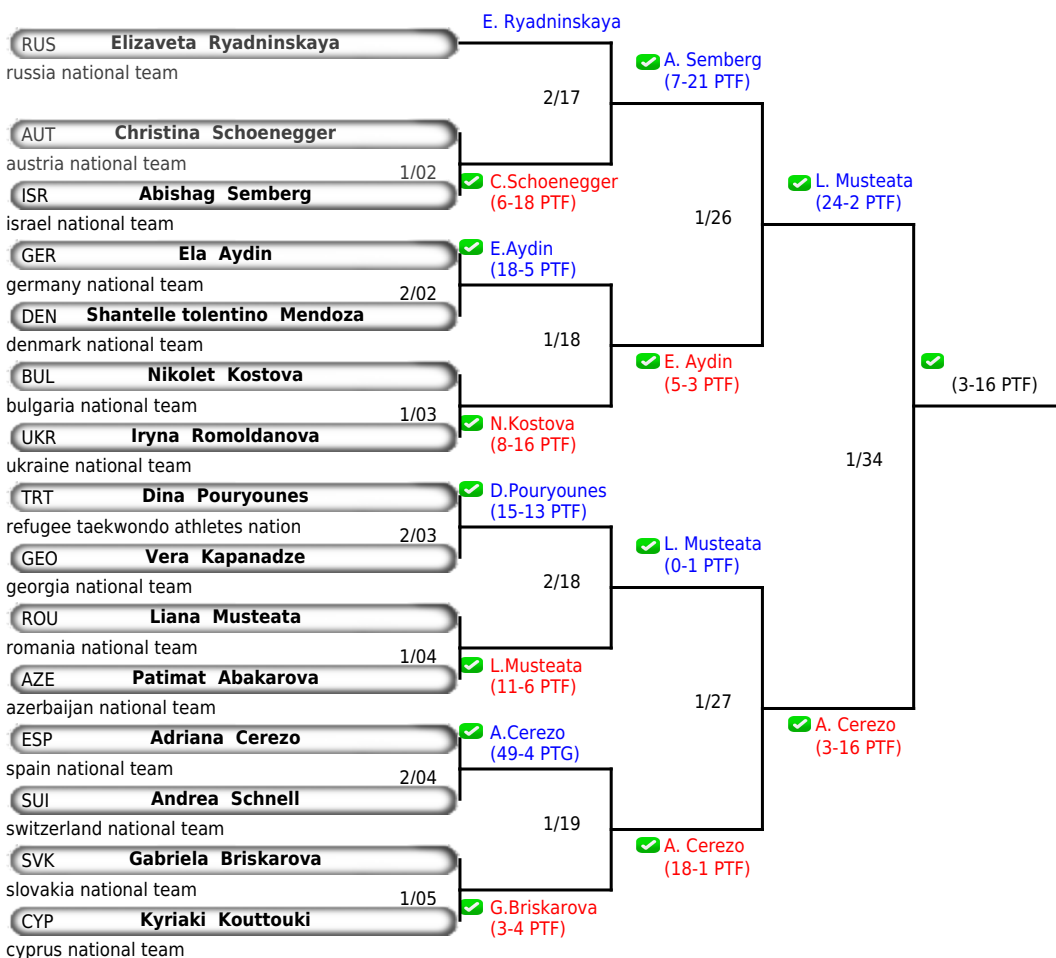 E. Ryadninskaya
RUS Elizaveta Ryadninskaya
russia national team
A. Semberg
(7-21 PTF)
2/17
AUT Christina Schoenegger
austria national team
1/02
ISR Abishag Semberg
israel national team
C.Schoenegger
(6-18 PTF)
L. Musteata
(24-2 PTF)
1/26
GER Ela Aydin
germany national team
E.Aydin
(18-5 PTF)
2/02
DEN Shantelle tolentino Mendoza
denmark national team
1/18
BUL Nikolet Kostova
bulgaria national team
E. Aydin
(5-3 PTF)
(3-16 PTF)
1/03
UKR Iryna Romoldanova
ukraine national team
N.Kostova
(8-16 PTF)
1/34
TRT Dina Pouryounes
refugee taekwondo athletes nation
D.Pouryounes
(15-13 PTF)
2/03
GEO Vera Kapanadze
georgia national team
L. Musteata
(0-1 PTF)
2/18
ROU Liana Musteata
romania national team
1/04
AZE Patimat Abakarova
azerbaijan national team
L.Musteata
(11-6 PTF)
1/27
ESP Adriana Cerezo
spain national team
A.Cerezo
(49-4 PTG)
A. Cerezo
(3-16 PTF)
2/04
SUI Andrea Schnell
switzerland national team
1/19
SVK Gabriela Briskarova
slovakia national team
A. Cerezo
(18-1 PTF)
1/05
CYP Kyriaki Kouttouki
cyprus national team
G.Briskarova
(3-4 PTF)